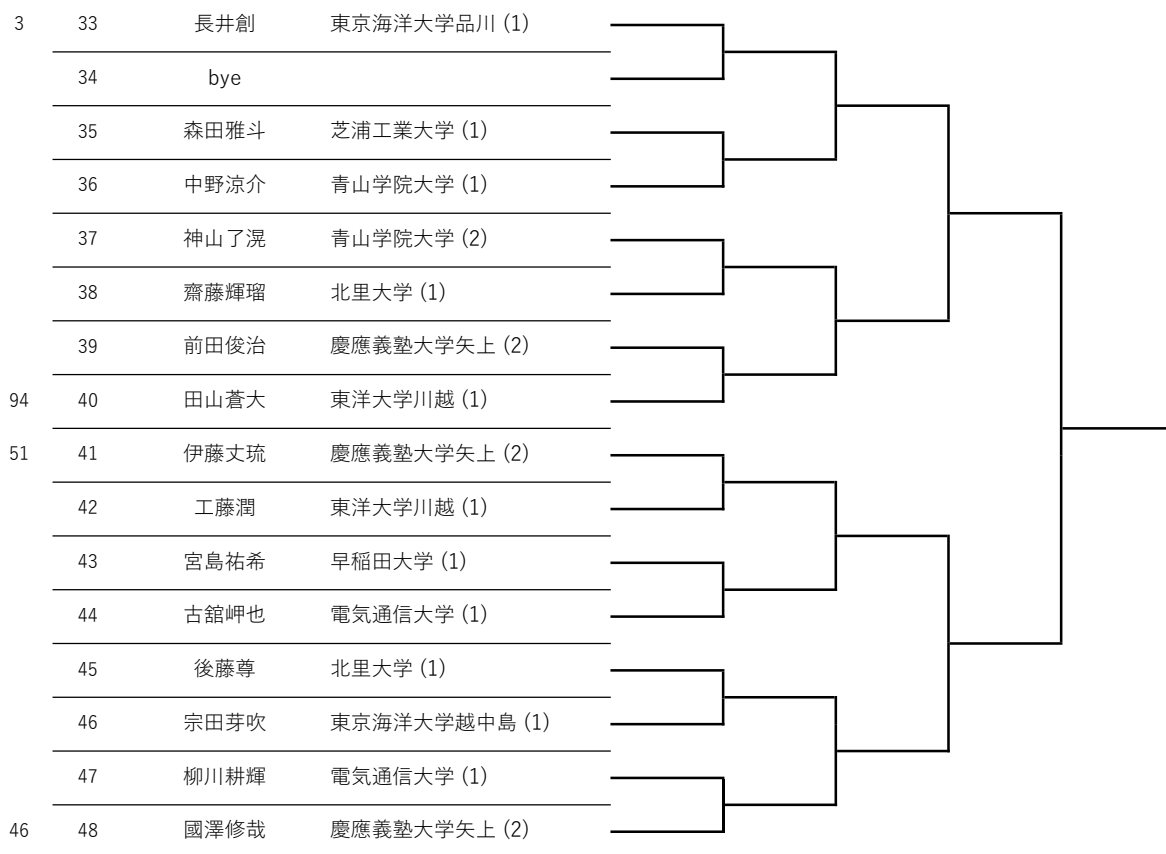 3 33 長井創 東京海洋大学品川 (1)
34 bye
35 森田雅斗 芝浦工業大学 (1)
36 中野涼介 青山学院大学 (1)
37 神山了滉 青山学院大学 (2)
38 齋藤輝瑠 北里大学 (1)
39 前田俊治 慶應義塾大学矢上 (2)
94 40 田山蒼大 東洋大学川越 (1)
51 41 伊藤丈琉 慶應義塾大学矢上 (2)
42 工藤潤 東洋大学川越 (1)
43 宮島祐希 早稲田大学 (1)
44 古舘岬也 電気通信大学 (1)
45 後藤尊 北里大学 (1)
46 宗田芽吹 東京海洋大学越中島 (1)
47 柳川耕輝 電気通信大学 (1)
46 48 國澤修哉 慶應義塾大学矢上 (2)